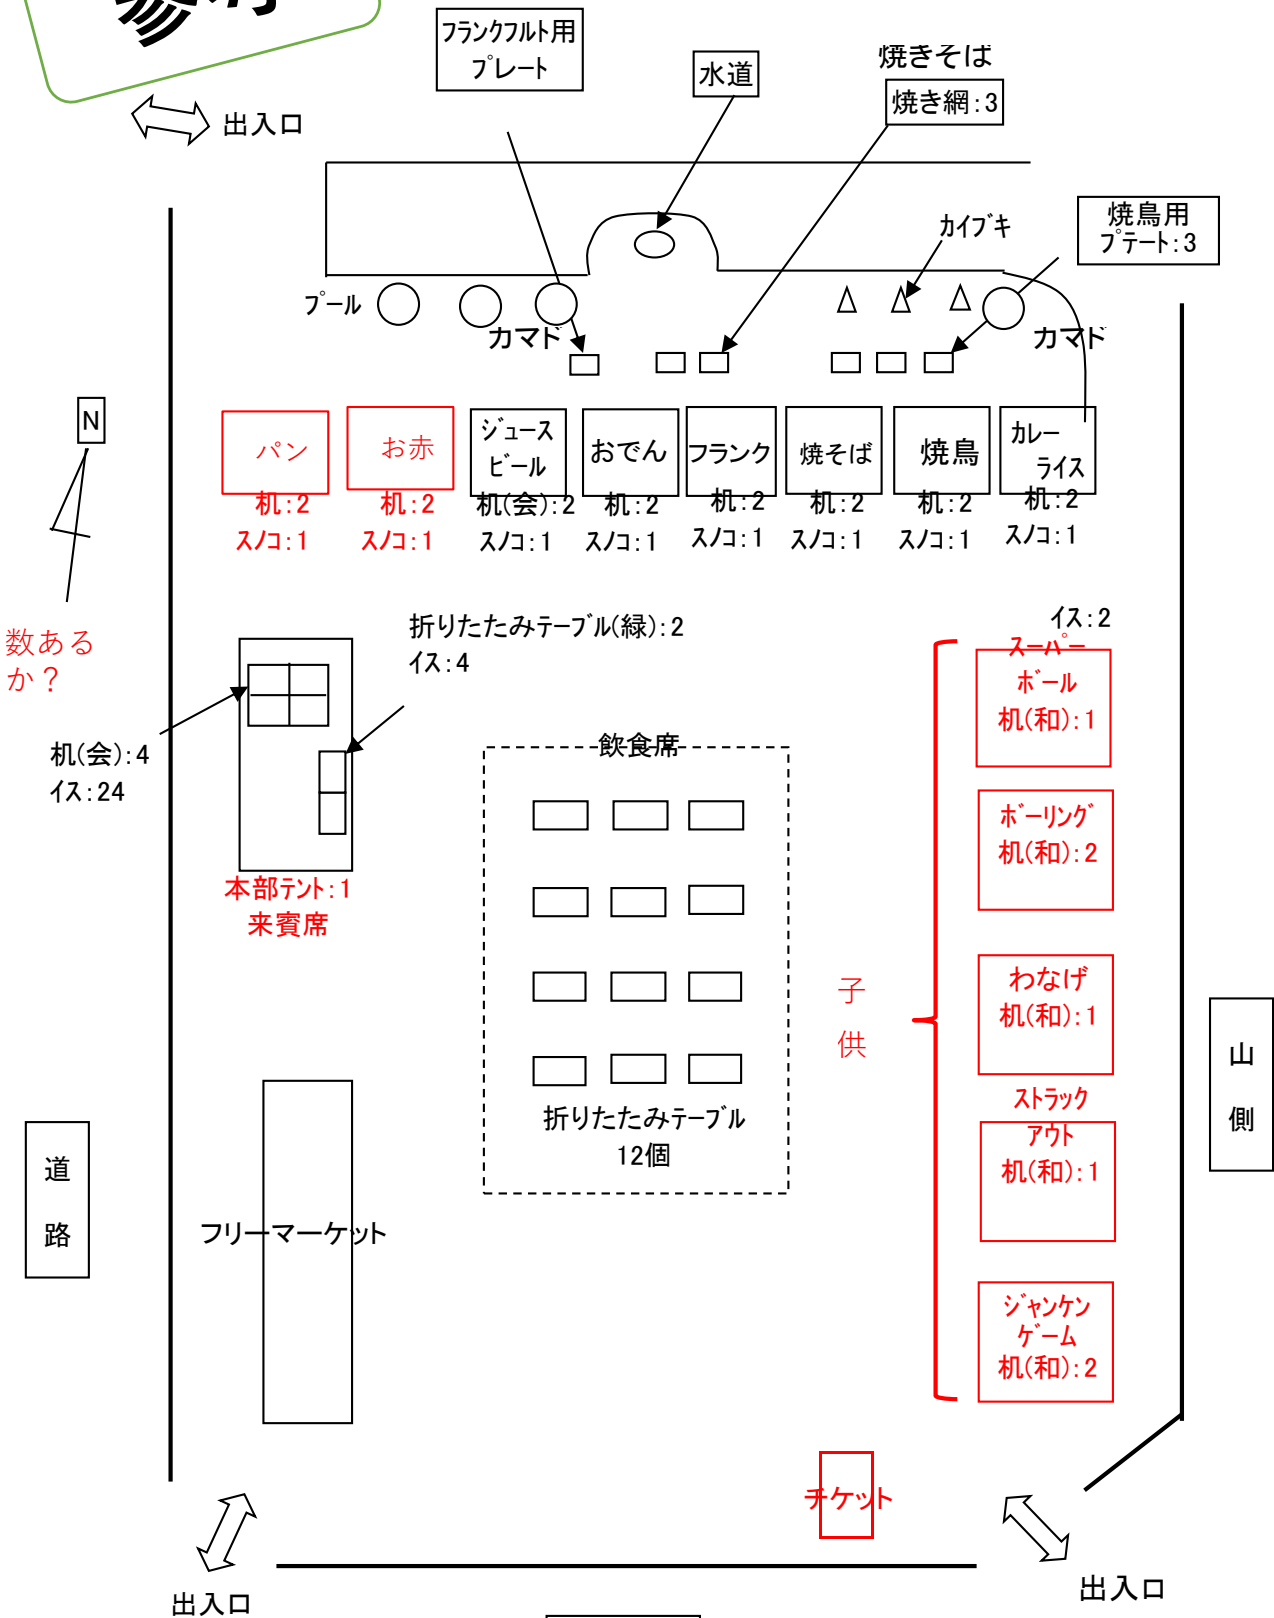 参考
フランクフルト用
プレート
水道
焼きそば
焼き網:3
出入口
焼鳥用
プテート:3
カイブキ
プール
カマド
カマド
N
パン
机:2
スノコ:1
お赤
机:2
スノコ:1
ジュース
ビール
机(会):2
スノコ:1
おでん
机:2
スノコ:1
フランク
机:2
スノコ:1
焼そば
机:2
スノコ:1
焼鳥
机:2
スノコ:1
カレー
ライス
机:2
スノコ:1
数ある
か？
折りたたみテーブル(緑):2
イス:4
机(会):4
イス:24
本部テント:1
来賓席
飲食席
折りたたみテーブル
12個
イス:2
スーパー
ボール
机(和):1
ボーリング
机(和):2
わなげ
机(和):1
ストラック
アウト
机(和):1
ジャンケン
ゲーム
机(和):2
子
供
山
側
道
路
フリーマーケット
チケット
出入口
出入口